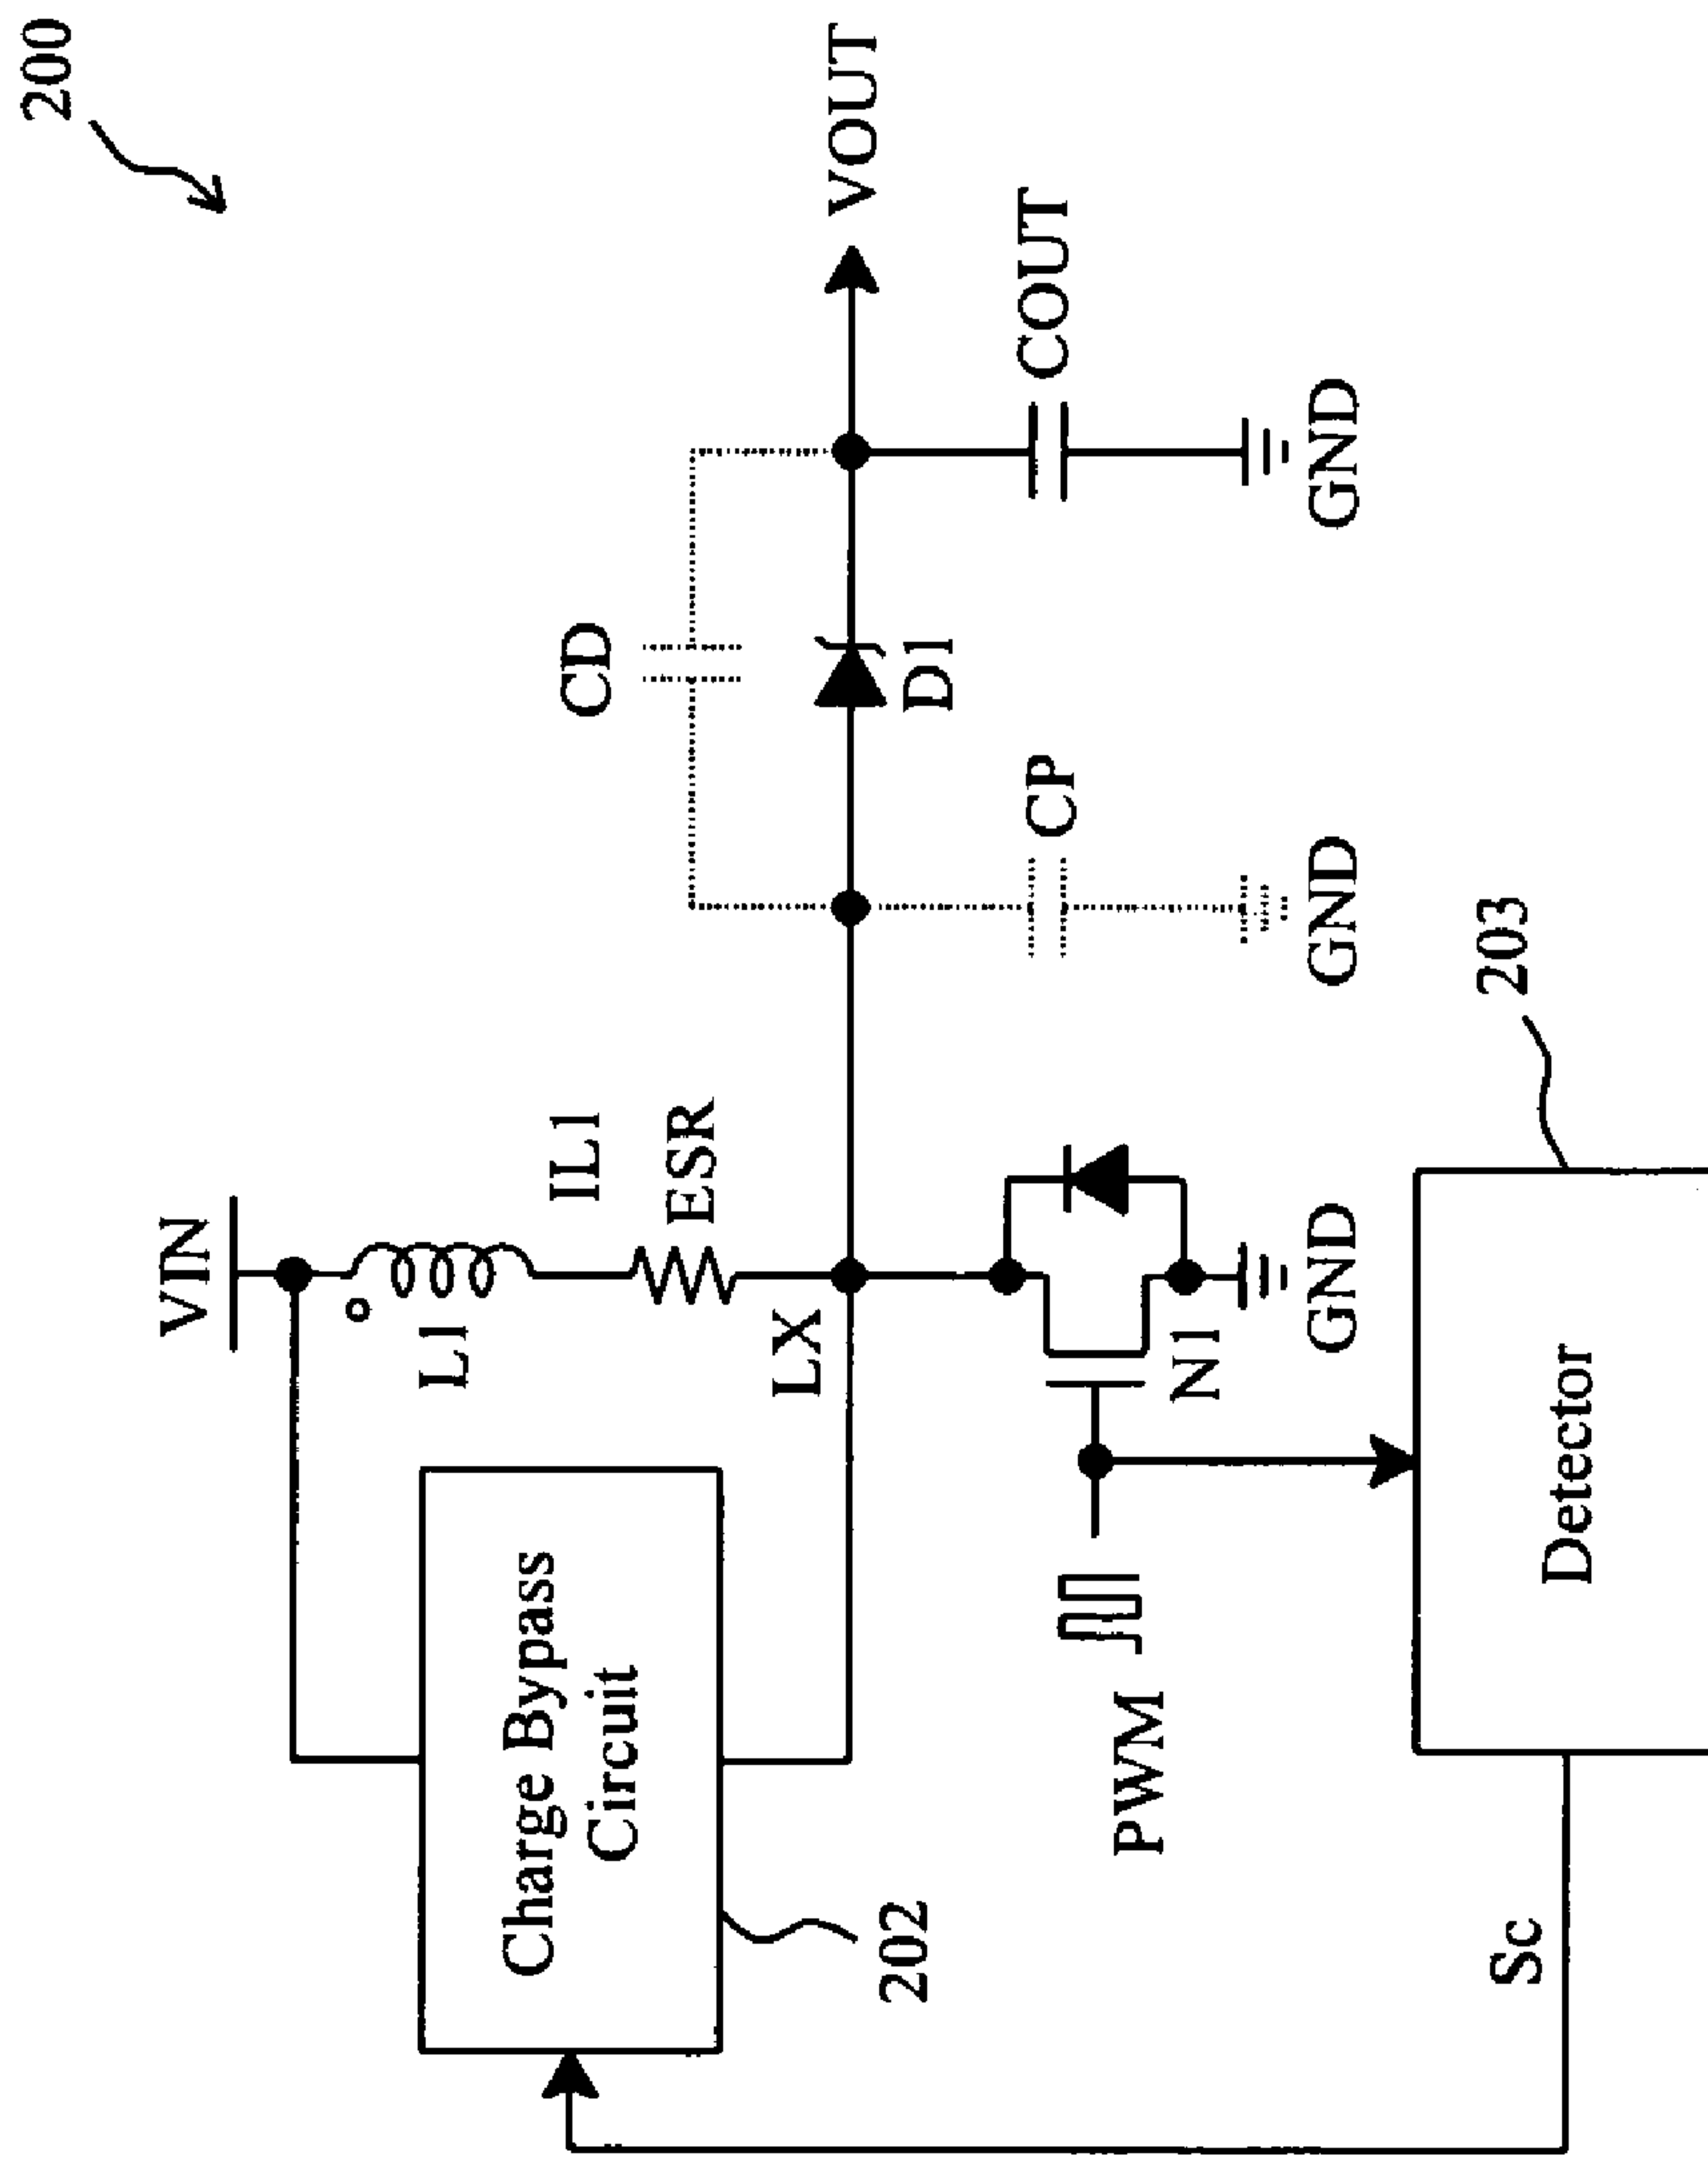 200
VIN
L1
IL1
ESR
Charge Bypass
Circuit
202
LX
CD
D1
VOUT
CP
COUT
N1
PWM
GND
GND
GND
203
Detector
Sc